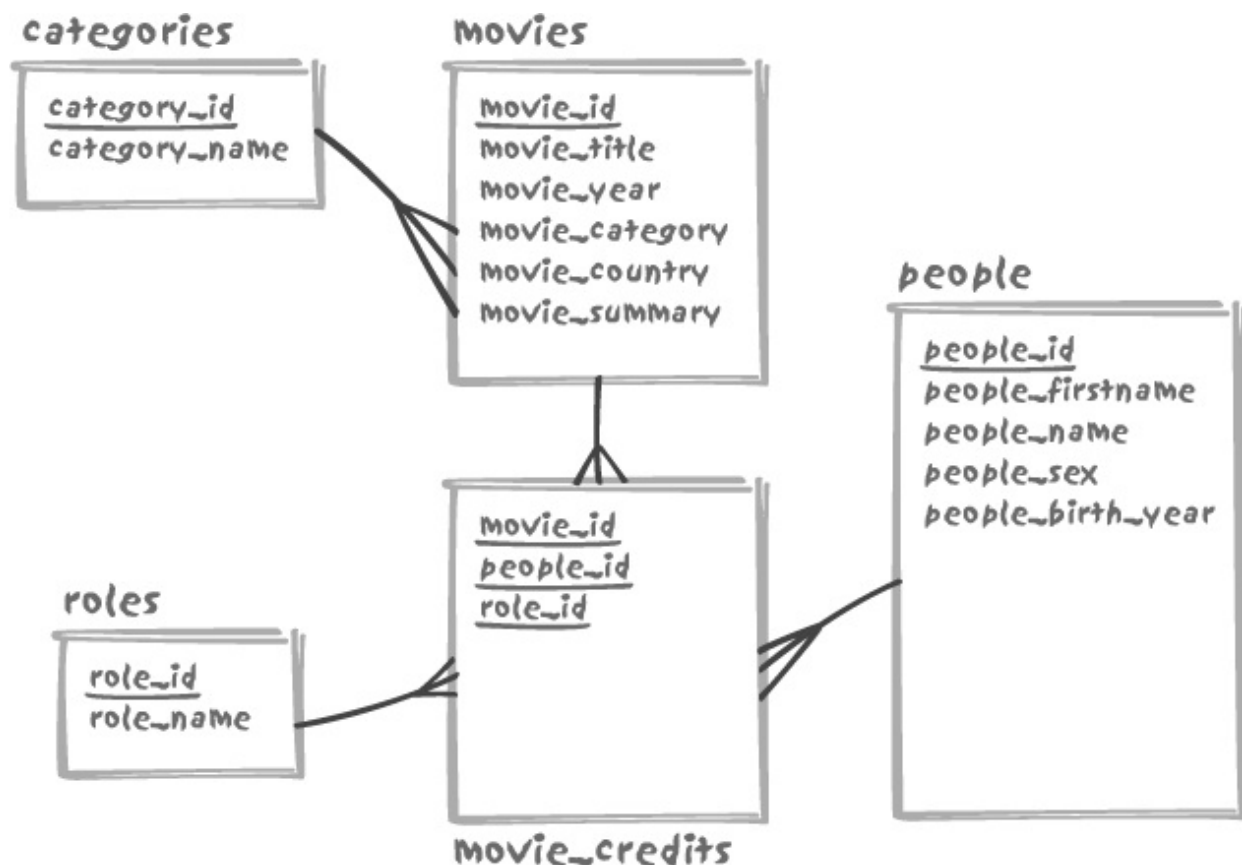 categories
category_id
category_name
movies
movie_id
movie_title
movie_year
movie_category
movie_country
movie_summary
people
people_id
people_firstname
people_name
people_sex
people_birth_year
movie_id
people_id
role_id
movie_credits
roles
role_id
role_name